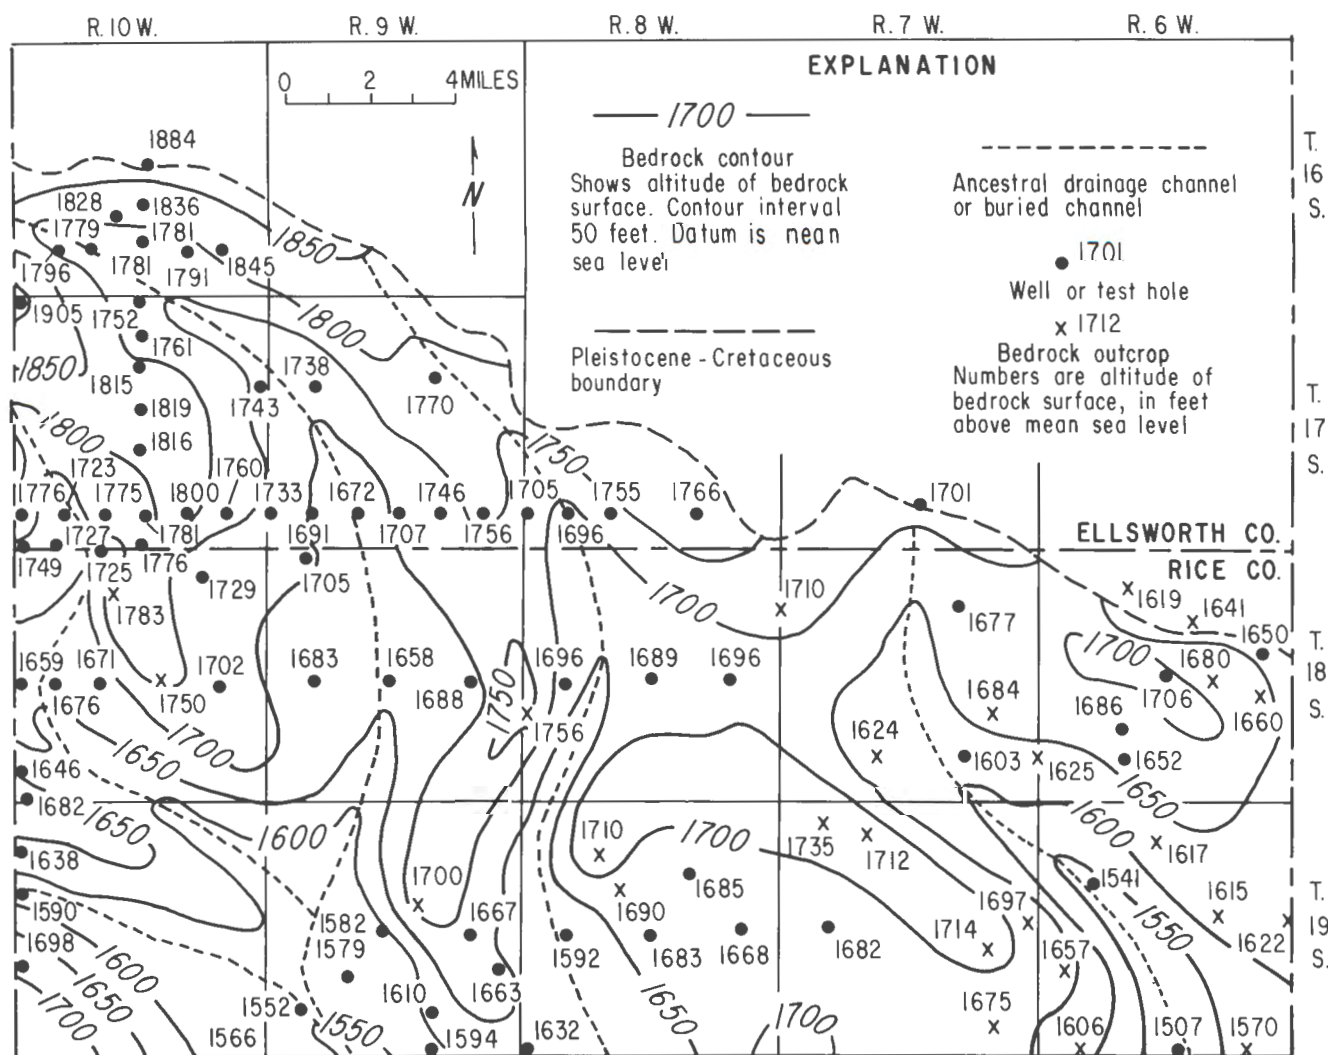 R. 10 W. R. 9 W. R. 8 W. R. 7 W. R. 6 W.
EXPLANATION
0 2 4 MILES
1700
N
Bedrock contour
Shows altitude of bedrock
surface. Contour interval
50 feet. Datum is mean
sea level
Pleistocene - Cretaceous
boundary
Ancestral drainage channel
or buried channel
1701
Well or test hole
x 1712
Bedrock outcrop
Numbers are altitude of
bedrock surface, in feet
above mean sea level
T.
16
S.
T.
17
S.
T.
18
S.
T.
19
S.
ELLSWORTH CO.
RICE CO.
1884
1828 1836
1779 1781 1850
1796 1781 1791 1845
1905 1752 1800
1761
1850 1815 1738
1743 1770
1819
1800 1816 1750
1723 1760
1776 1775 1800 1733 1672 1746 1705 1755 1766 1701
1727 1781 1691 1707 1756 1696
1749 1725 1776 1705
1729 1700 1710 1619
1783 1677 1641
1650
1659 1671 1702 1683 1658 1696 1689 1696 1700 1680
1676 1750 1688 1750 1684 1706
1700 1756 1624 1686 1660
1650
1646 1603 1625 1652
1682 1650
1650 1600 1710 1700 1735 1712 1600 1617
1638 1700 1685 1541
1590 1582 1667 1690 1697 1615
1698 1579 1592 1683 1668 1682 1714 1657 1550 1622
1600
1650 1552 1610 1663 1650 1675
1700 1566 1550 1594 1632 1700 1606 1507 1570